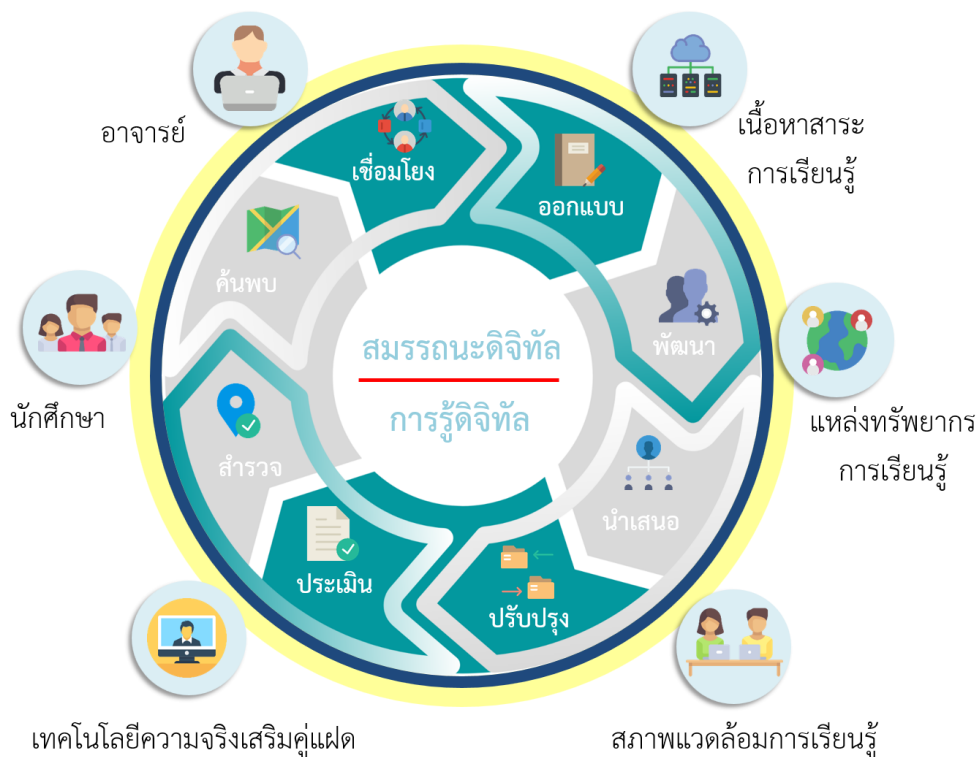 อาจารย์
เนื้อหาสาระ
การเรียนรู้
เชื่อมโยง
ออกแบบ
ค้นพบ
พัฒนา
สมรรถนะดิจิทัล
การรู้ดิจิทัล
นักศึกษา
แหล่งทรัพยากร
การเรียนรู้
สำรวจ
นำเสนอ
ประเมิน
ปรับปรุง
เทคโนโลยีความจริงเสริมคู่แฝด
สภาพแวดล้อมการเรียนรู้